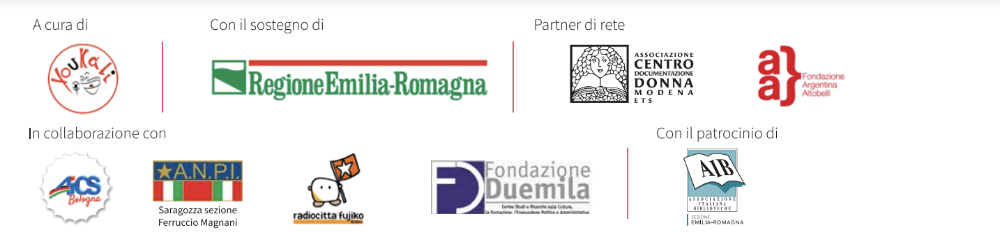 A cura di
Con il sostegno di
Partner di rete
YouKali
RegioneEmilia-Romagna
ASSOCIAZIONE
CENTRO
DOCUMENTAZIONE
DONNA
MODENA
ETS
aa}
Fondazione
Argentina
Altobelli
In collaborazione con
Con il patrocinio di
AiCS
Bologna
A.N.P.I.
Saragozza sezione
Ferruccio Magnani
radiocitta'fujiko
Fondazione
Duemila
Centro Studi e Ricerche sulla Cultura,
la Formazione, l'Innovazione Politica e Amministrativa
AIB
ASSOCIAZIONE
ITALIANA
BIBLIOTECHE
SEZIONE
EMILIA-ROMAGNA